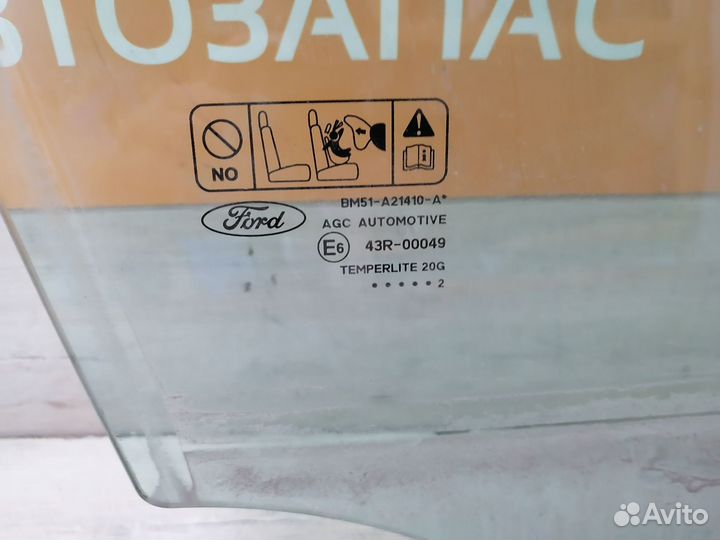 ВТОЗАПАС
NO
BM51-A21410-A*
Ford
AGC AUTOMOTIVE
E6 43R-00049
TEMPERLITE 20G
• • • • • 2
Avito